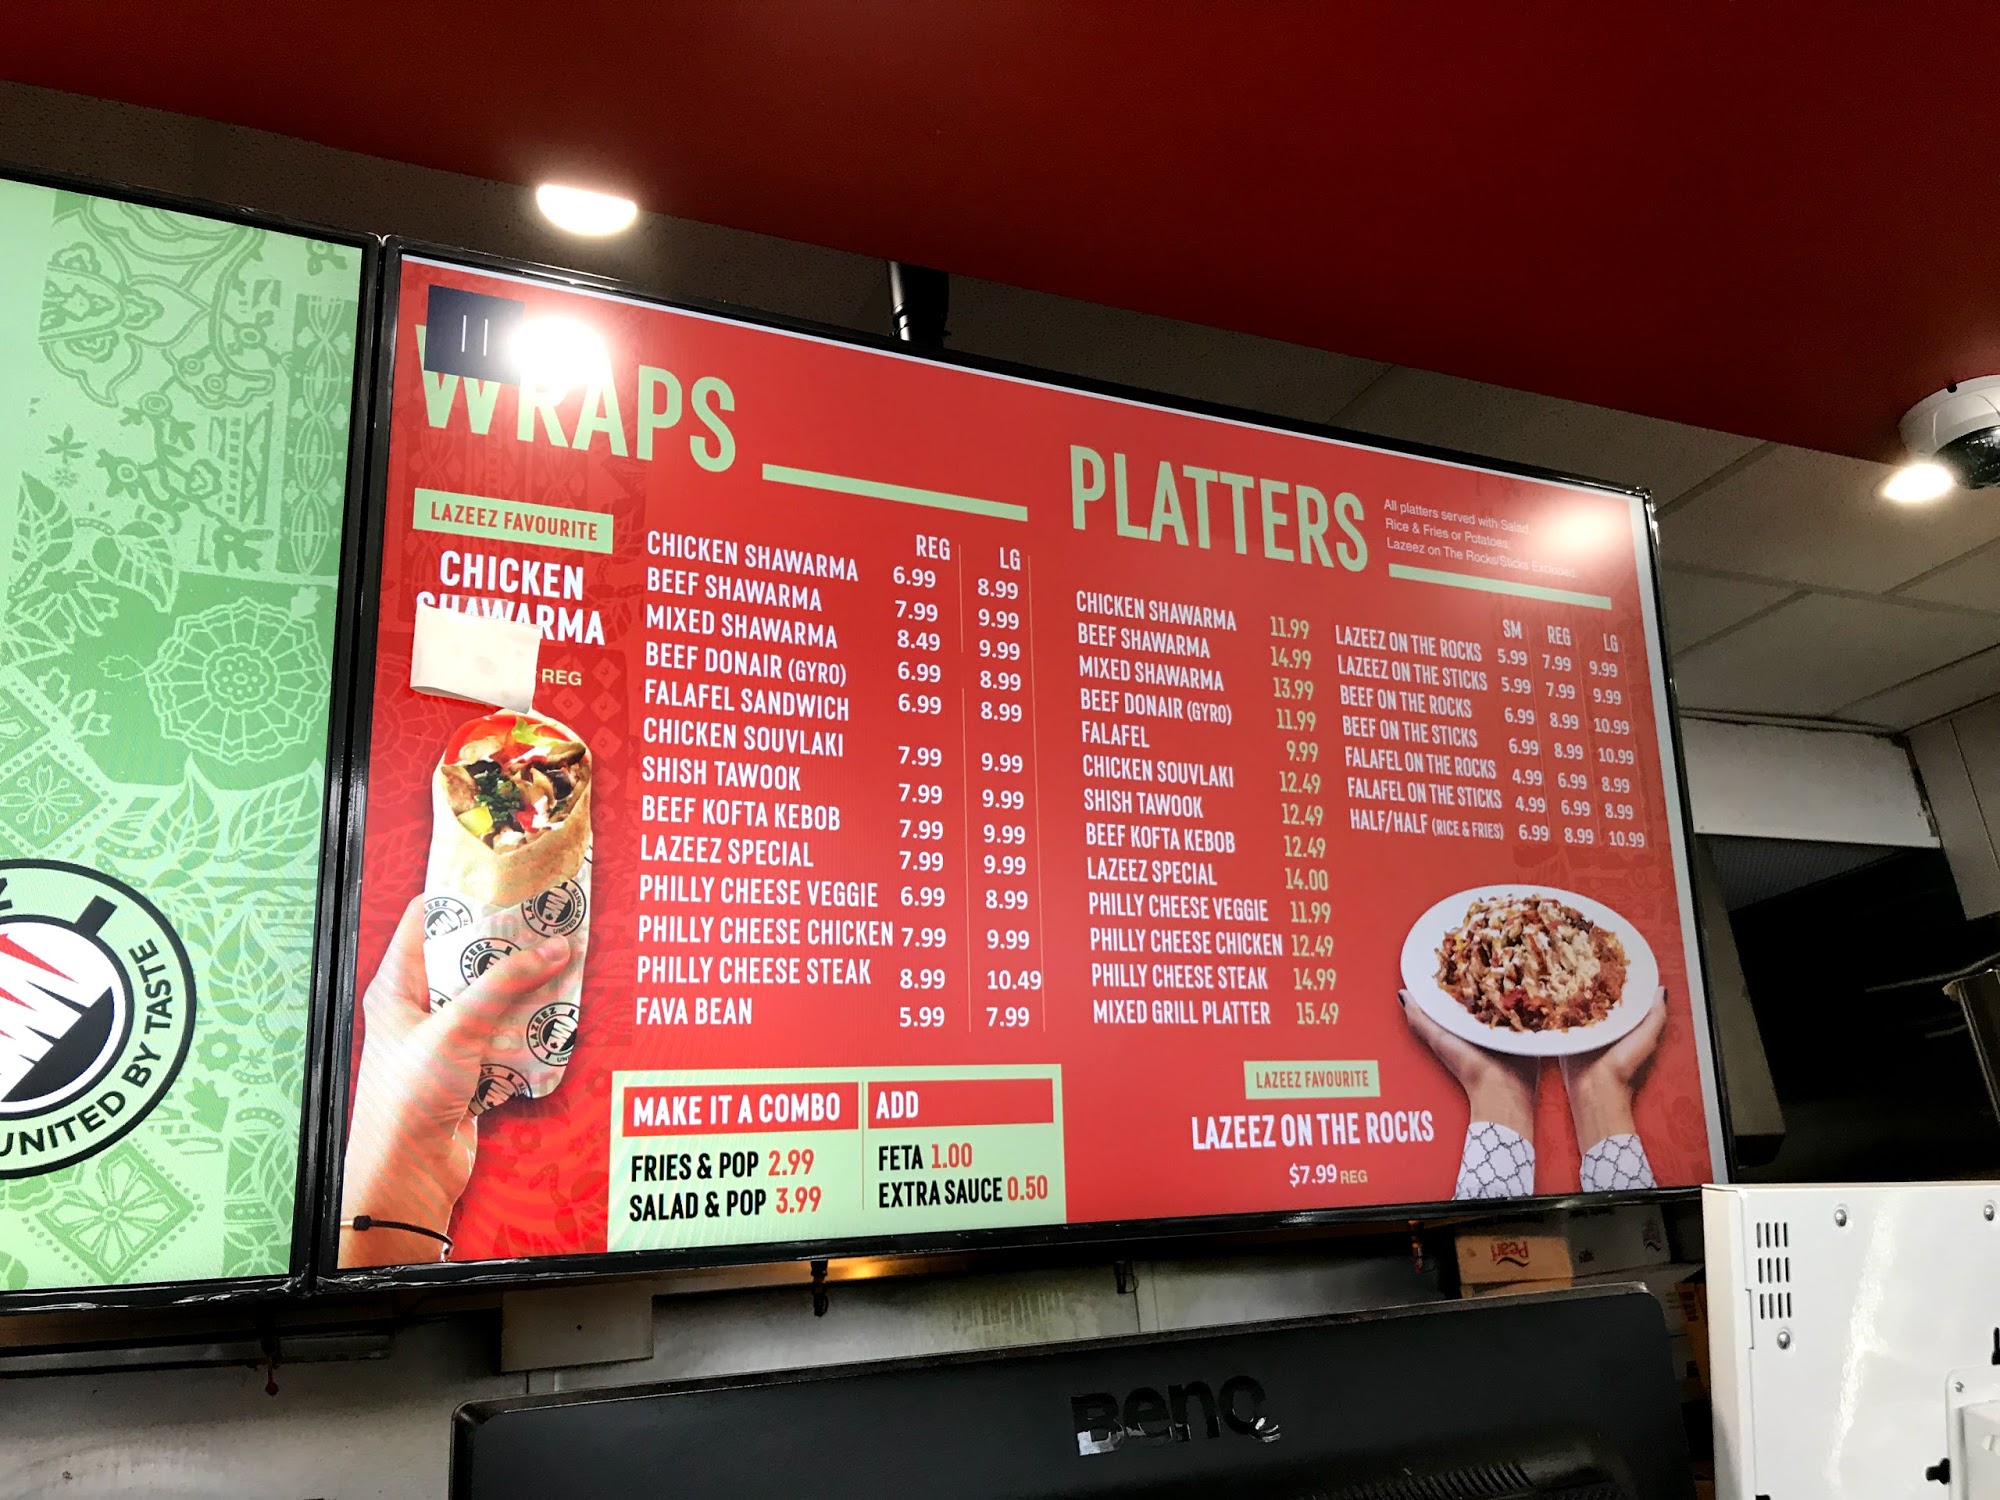 WRAPS
LAZEEZ FAVOURITE
CHICKEN
SHAWARMA
REG
REG LG
CHICKEN SHAWARMA 6.99 8.99
BEEF SHAWARMA 7.99 9.99
MIXED SHAWARMA 8.49 9.99
BEEF DONAIR (GYRO) 6.99 8.99
FALAFEL SANDWICH 6.99 8.99
CHICKEN SOUVLAKI 7.99 9.99
SHISH TAWOOK 7.99 9.99
BEEF KOFTA KEBOB 7.99 9.99
LAZEEZ SPECIAL 7.99 9.99
PHILLY CHEESE VEGGIE 6.99 8.99
PHILLY CHEESE CHICKEN 7.99 9.99
PHILLY CHEESE STEAK 8.99 10.49
FAVA BEAN 5.99 7.99
MAKE IT A COMBO
FRIES & POP 2.99
SALAD & POP 3.99
ADD
FETA 1.00
EXTRA SAUCE 0.50
PLATTERS
All platters served with Salad,
Rice & Fries or Potatoes.
Lazeez on The Rocks/Sticks Excluded.
CHICKEN SHAWARMA 11.99
BEEF SHAWARMA 14.99
MIXED SHAWARMA 13.99
BEEF DONAIR (GYRO) 11.99
FALAFEL 9.99
CHICKEN SOUVLAKI 12.49
SHISH TAWOOK 12.49
BEEF KOFTA KEBOB 12.49
LAZEEZ SPECIAL 14.00
PHILLY CHEESE VEGGIE 11.99
PHILLY CHEESE CHICKEN 12.49
PHILLY CHEESE STEAK 14.99
MIXED GRILL PLATTER 15.49
SM REG LG
LAZEEZ ON THE ROCKS 5.99 7.99 9.99
LAZEEZ ON THE STICKS 5.99 7.99 9.99
BEEF ON THE ROCKS 6.99 8.99 10.99
BEEF ON THE STICKS 6.99 8.99 10.99
FALAFEL ON THE ROCKS 4.99 6.99 8.99
FALAFEL ON THE STICKS 4.99 6.99 8.99
HALF/HALF (RICE & FRIES) 6.99 8.99 10.99
LAZEEZ FAVOURITE
LAZEEZ ON THE ROCKS
$7.99 REG
UNITED BY TASTE
LAZEEZ
LAZEEZ
LAZEEZ
Pearl
BenQ